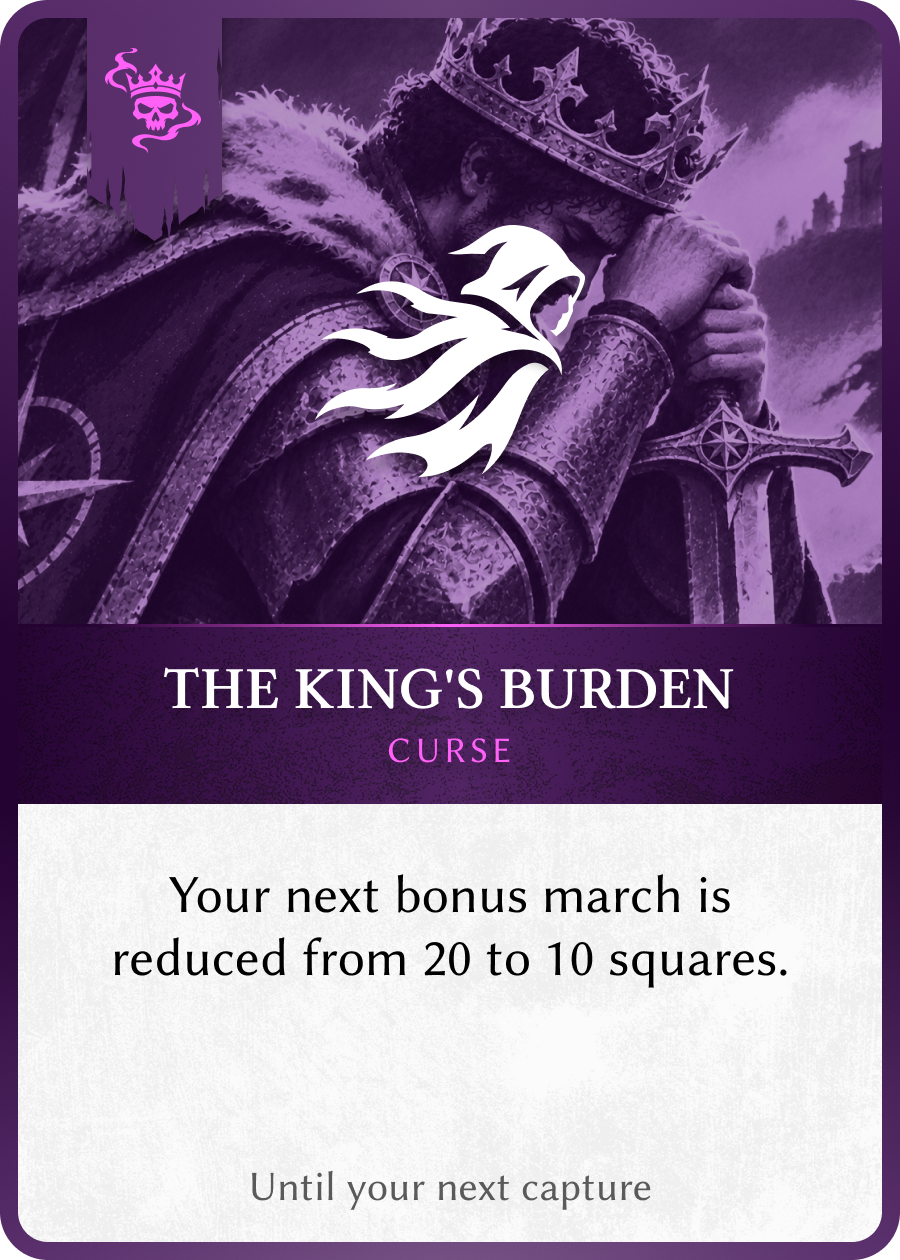 THE KING'S BURDEN
CURSE
Your next bonus march is
reduced from 20 to 10 squares.
Until your next capture